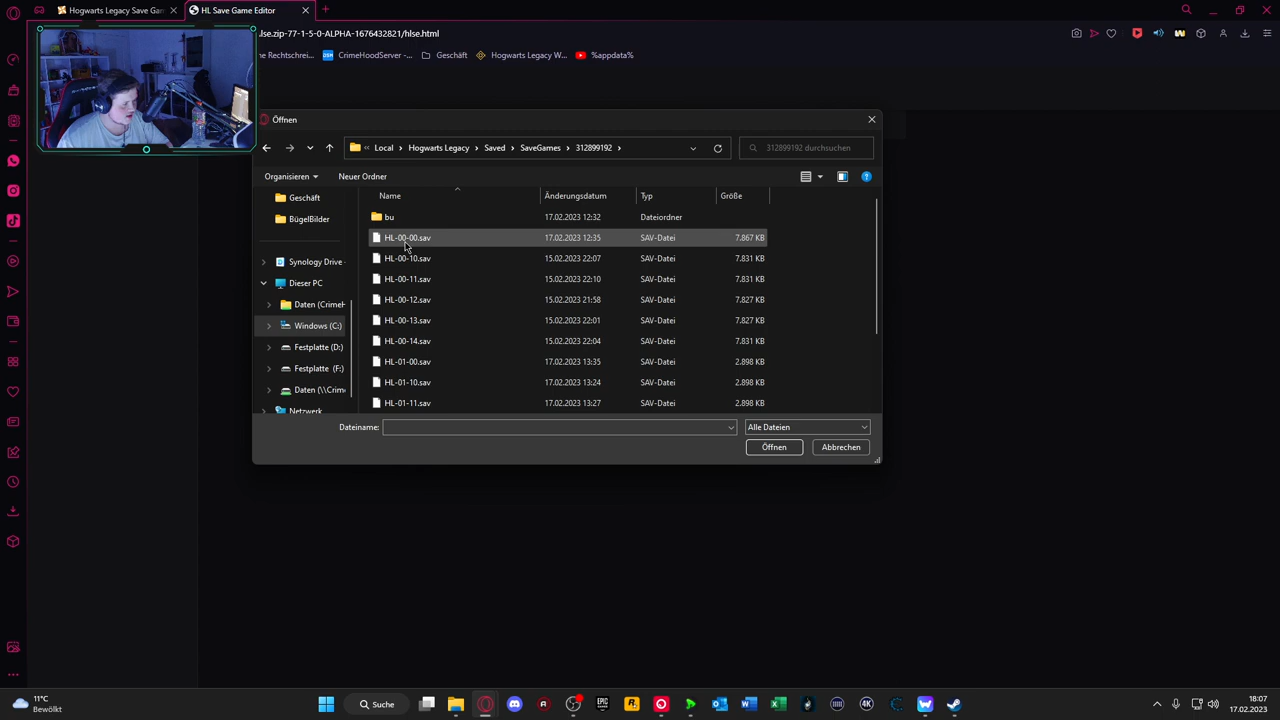 Hogwarts Legacy Save Gam
HL Save Game Editor
lse.zip-77-1-5-0-ALPHA-1676432821/hlse.html
he Rechtschrei...
DSM
CrimeHoodServer -...
Geschäft
Hogwarts Legacy W...
%appdata%
Öffnen
Local
Hogwarts Legacy
Saved
SaveGames
312899192
312899192 durchsuchen
Organisieren
Neuer Ordner
Geschäft
BügelBilder
Synology Drive
Dieser PC
Daten (CrimeH
Windows (C:)
Festplatte (D:)
Festplatte (F:)
Daten (\\Crime
Netzwerk
Name Änderungsdatum Typ Größe
bu 17.02.2023 12:32 Dateiordner
HL-00-00.sav 17.02.2023 12:35 SAV-Datei 7.867 KB
HL-00-10.sav 15.02.2023 22:07 SAV-Datei 7.831 KB
HL-00-11.sav 15.02.2023 22:10 SAV-Datei 7.831 KB
HL-00-12.sav 15.02.2023 21:58 SAV-Datei 7.827 KB
HL-00-13.sav 15.02.2023 22:01 SAV-Datei 7.827 KB
HL-00-14.sav 15.02.2023 22:04 SAV-Datei 7.831 KB
HL-01-00.sav 17.02.2023 13:35 SAV-Datei 2.898 KB
HL-01-10.sav 17.02.2023 13:24 SAV-Datei 2.898 KB
HL-01-11.sav 17.02.2023 13:27 SAV-Datei 2.898 KB
Dateiname:
Alle Dateien
Öffnen
Abbrechen
11°C
Bewölkt
Suche
EPIC
4K
18:07
17.02.2023